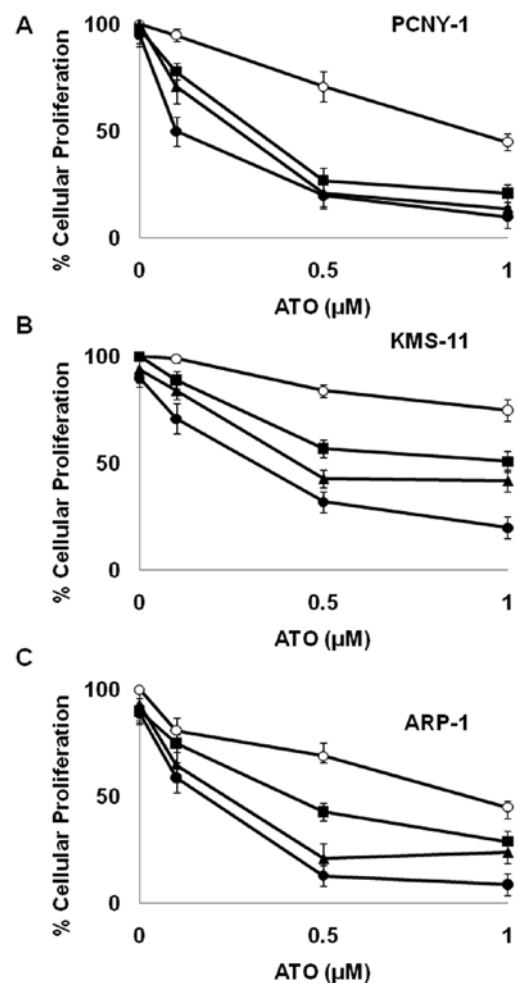 A
PCNY-1
% Cellular Proliferation
100
50
0
0
0.5
1
ATO (µM)
B
KMS-11
% Cellular Proliferation
100
50
0
0
0.5
1
ATO (µM)
C
ARP-1
% Cellular Proliferation
100
50
0
0
0.5
1
ATO (µM)